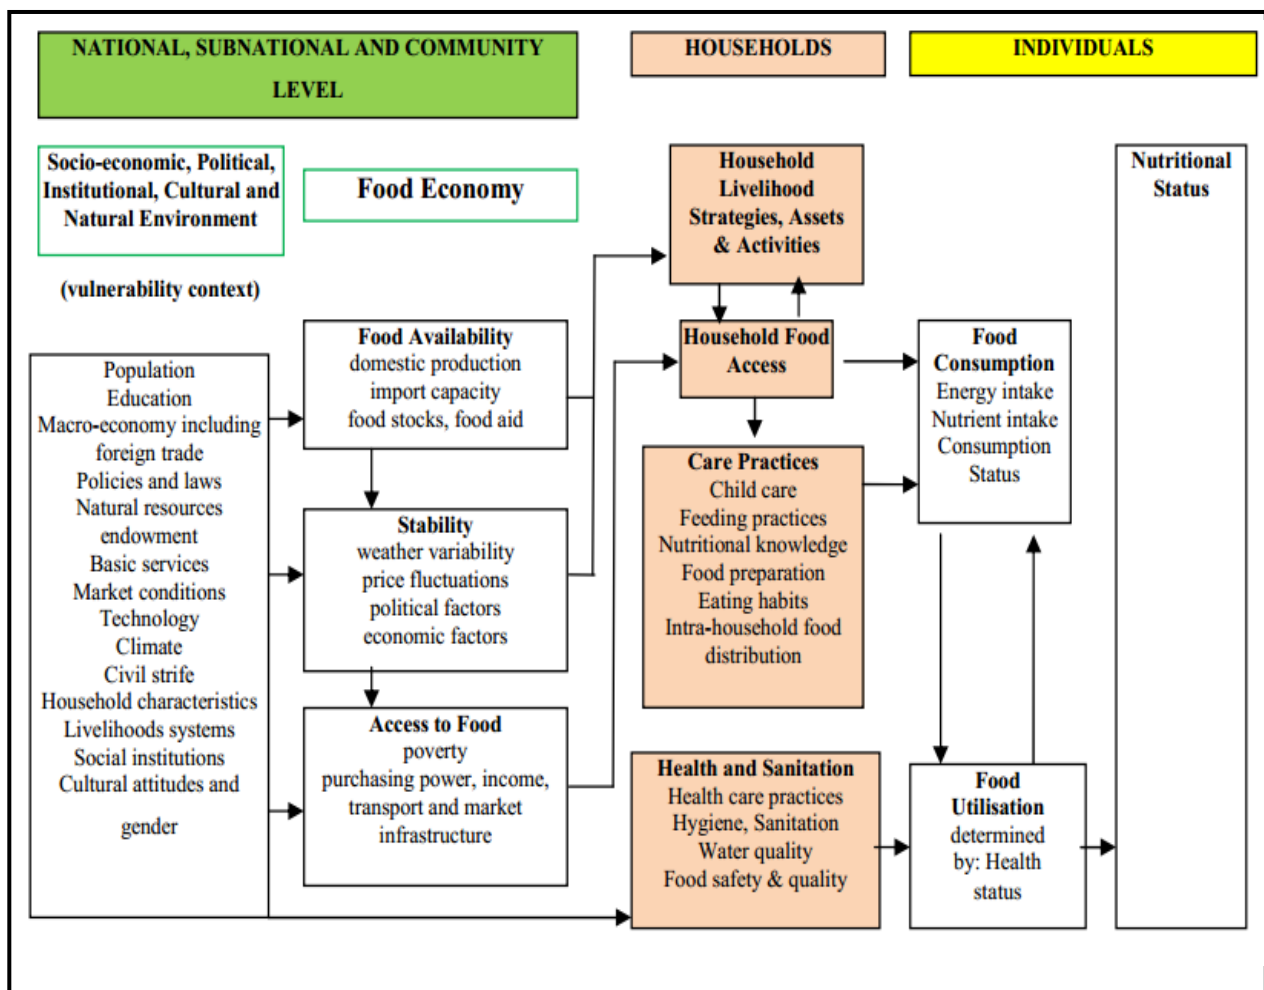 NATIONAL, SUBNATIONAL AND COMMUNITY
LEVEL
HOUSEHOLDS
INDIVIDUALS
Socio-economic, Political,
Institutional, Cultural and
Natural Environment
(vulnerability context)
Food Economy
Population
Education
Macro-economy including
foreign trade
Policies and laws
Natural resources
endowment
Basic services
Market conditions
Technology
Climate
Civil strife
Household characteristics
Livelihoods systems
Social institutions
Cultural attitudes and
gender
Food Availability
domestic production
import capacity
food stocks, food aid
Stability
weather variability
price fluctuations
political factors
economic factors
Access to Food
poverty
purchasing power, income,
transport and market
infrastructure
Household
Livelihood
Strategies, Assets
& Activities
Household Food
Access
Care Practices
Child care
Feeding practices
Nutritional knowledge
Food preparation
Eating habits
Intra-household food
distribution
Health and Sanitation
Health care practices
Hygiene, Sanitation
Water quality
Food safety & quality
Food
Consumption
Energy intake
Nutrient intake
Consumption
Status
Food
Utilisation
determined
by: Health
status
Nutritional
Status